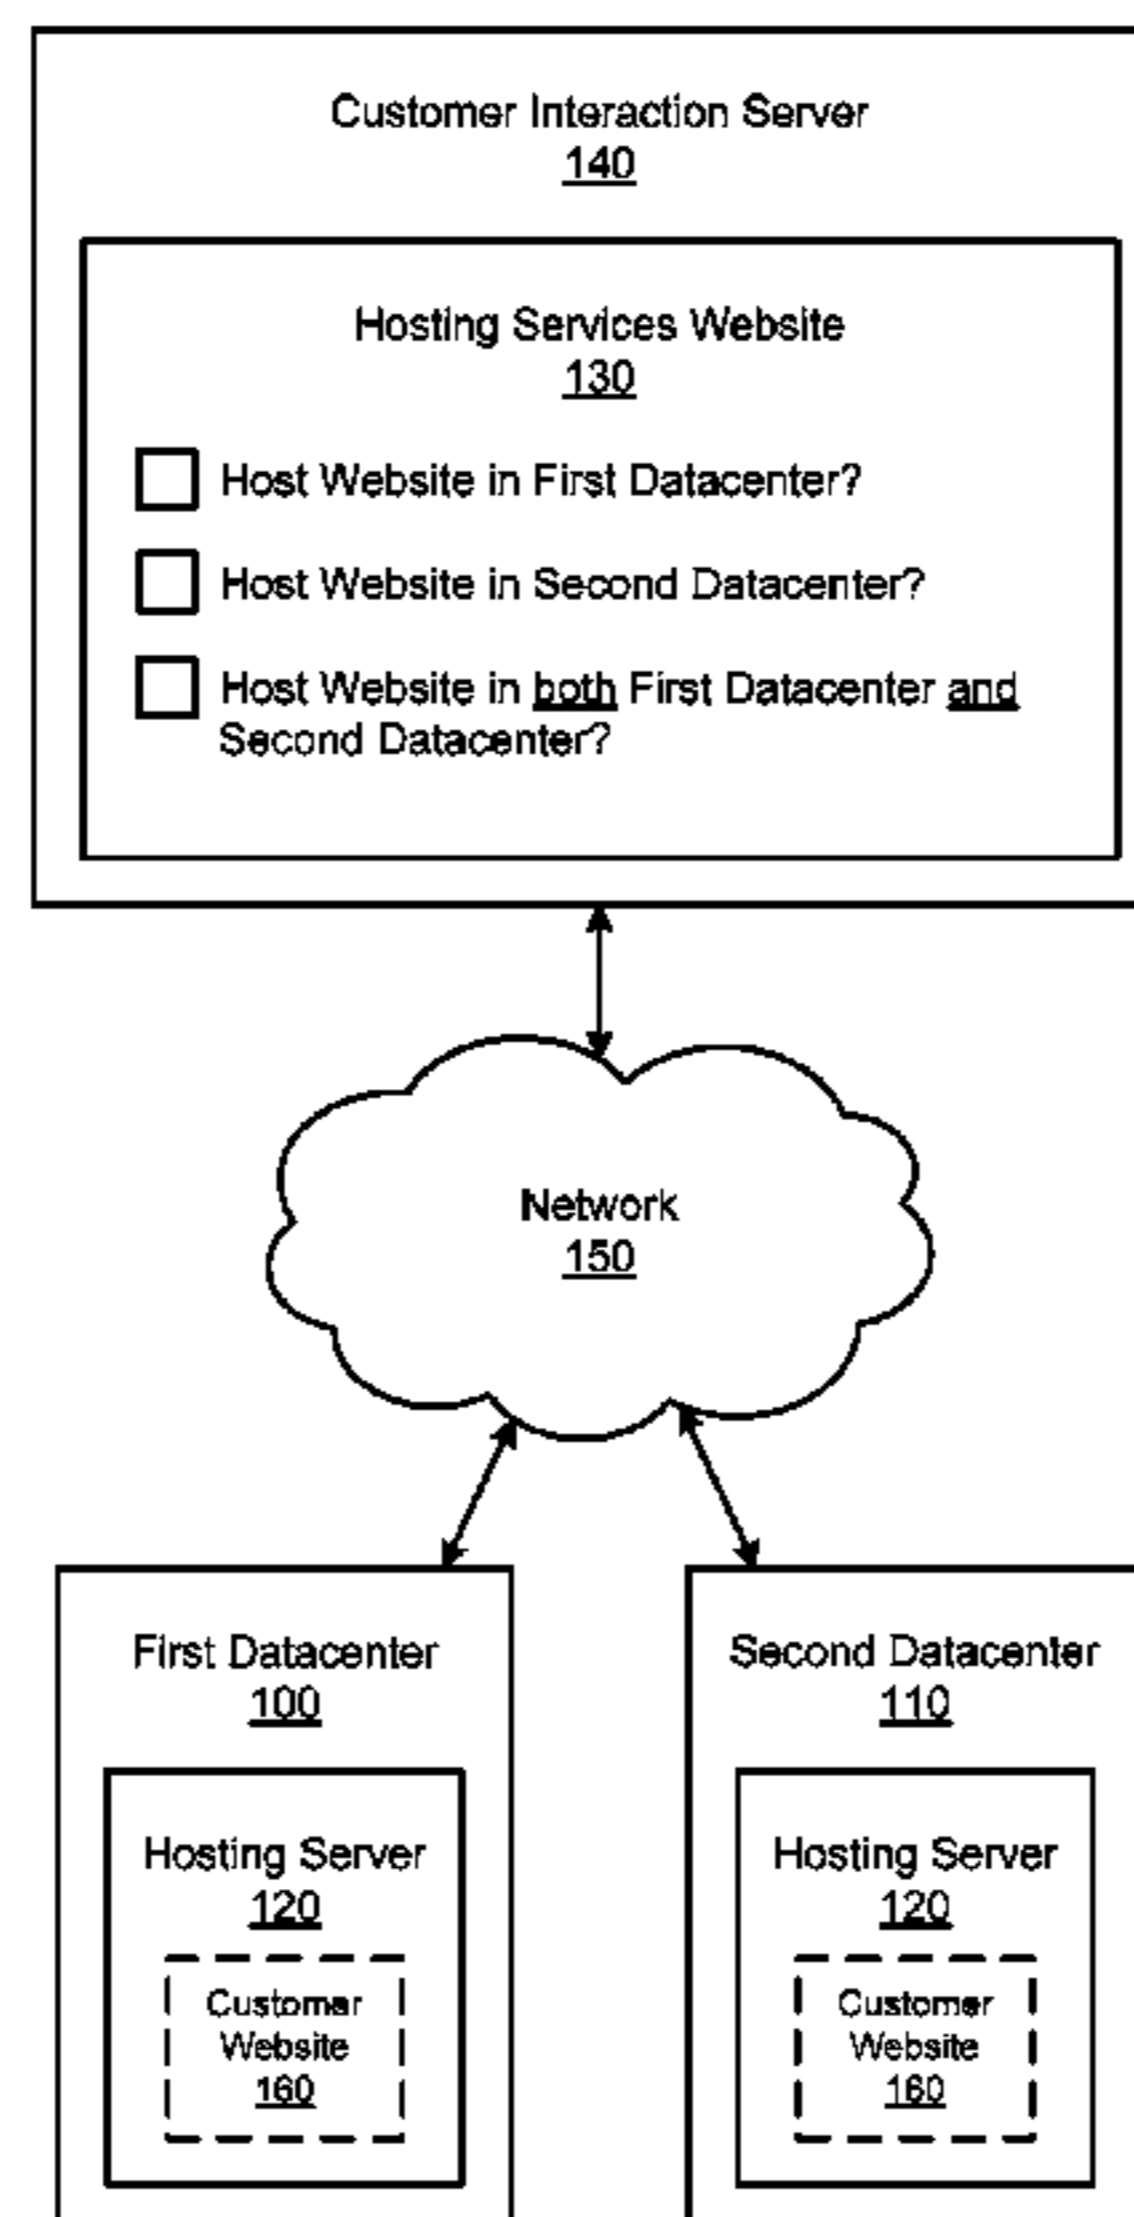 Customer Interaction Server
140
Hosting Services Website
130
Host Website in First Datacenter?
Host Website in Second Datacenter?
Host Website in both First Datacenter and
Second Datacenter?
Network
150
First Datacenter
100
Hosting Server
120
Customer
Website
160
Second Datacenter
110
Hosting Server
120
Customer
Website
160